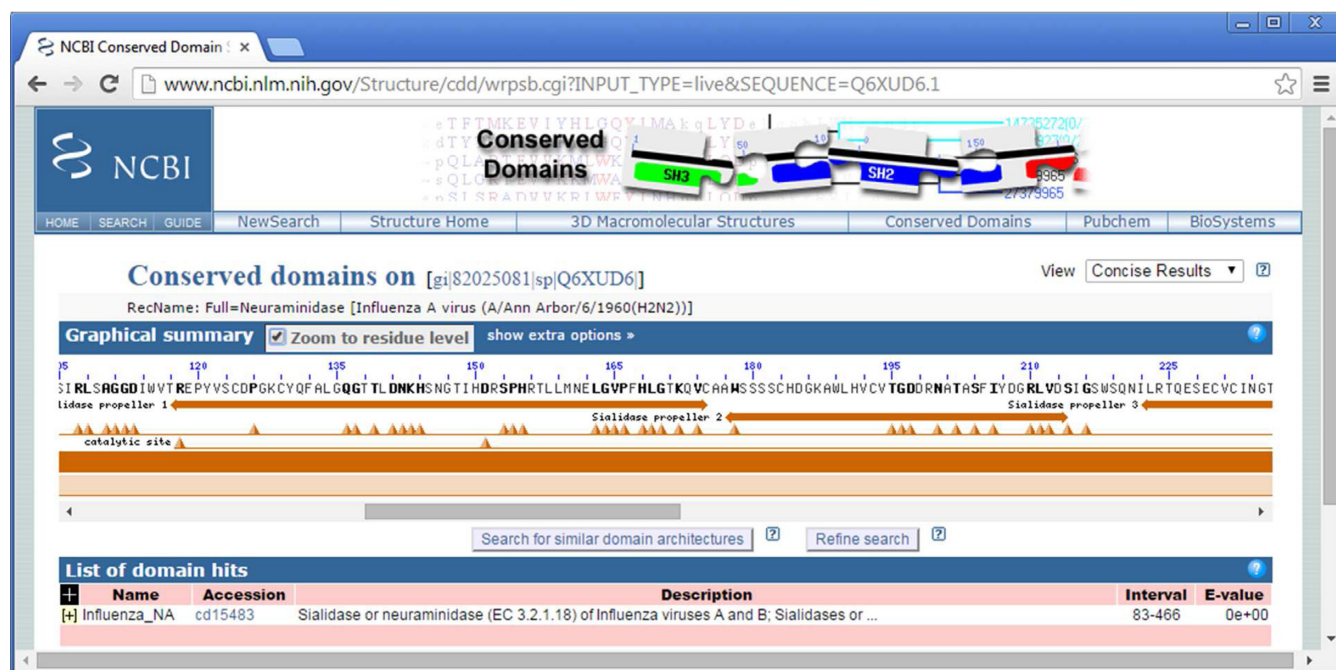 NCBI Conserved Domain S
www.ncbi.nlm.nih.gov/Structure/cdd/wrpsb.cgi?INPUT_TYPE=live&SEQUENCE=Q6XUD6.1
NCBI
Conserved
Domains
SH3
SH2
HOME SEARCH GUIDE NewSearch Structure Home 3D Macromolecular Structures Conserved Domains Pubchem BioSystems
Conserved domains on [gi|82025081|sp|Q6XUD6|]
View Concise Results
RecName: Full=Neuraminidase [Influenza A virus (A/Ann Arbor/6/1960(H2N2))]
Graphical summary Zoom to residue level show extra options »
120 135 150 165 180 195 210 225
SIRLSAGGDIWVTREPYVSCDPGKCYQFALGQGTTLDNKHSNGTIHDRSPHRTLLMNELGVPFHLGTKQVCAAWSSSSCHDGKAWLHVCVTGDDRNATASFIYDGRLVDSIGSWSQNILRTQESECVCINGT
lidase propeller 1
Sialidase propeller 2
Sialidase propeller 3
catalytic site
Search for similar domain architectures
Refine search
List of domain hits
Name Accession Description Interval E-value
[+] Influenza_NA cd15483 Sialidase or neuraminidase (EC 3.2.1.18) of Influenza viruses A and B; Sialidases or ... 83-466 0e+00